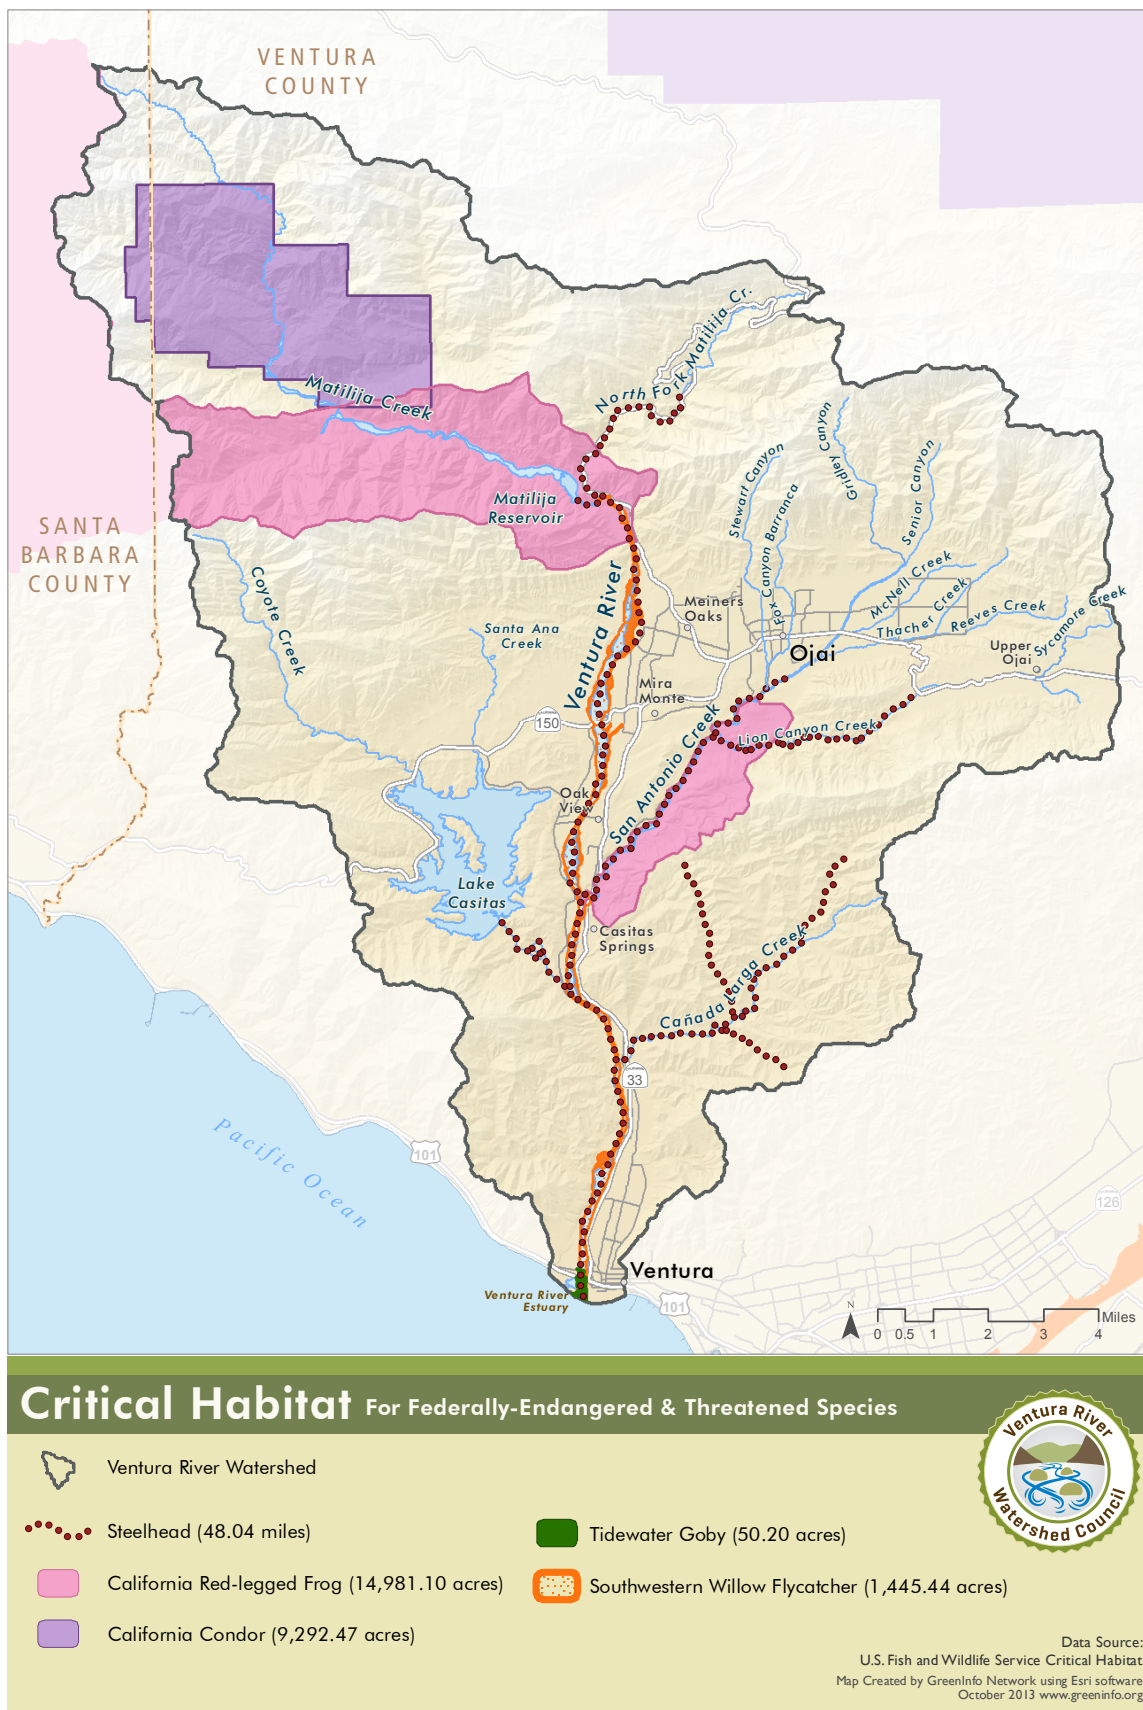 VENTURA
COUNTY
North Fork Matilija Cr.
Matilija Creek
Gridley Canyon
Stewart Canyon
Senior Canyon
Fox Canyon Barranca
Matilija
Reservoir
SANTA
BARBARA
COUNTY
Coyote Creek
Ventura River
Santa Ana
Creek
Meiners
Oaks
McNell Creek
Thacher Creek
Reeves Creek
Sycamore Creek
Upper
Ojai
Ojai
Mira
Monte
CALIFORNIA
150
San Antonio Creek
Lion Canyon Creek
Oak
View
Lake
Casitas
Casitas
Springs
Cañada Larga Creek
CALIFORNIA
33
Pacific Ocean
101
126
Ventura
Ventura River
Estuary
101
N
0 0.5 1 2 3 4
Miles
Critical Habitat For Federally-Endangered & Threatened Species
Ventura River
Watershed Council
Ventura River Watershed
Steelhead (48.04 miles)
Tidewater Goby (50.20 acres)
California Red-legged Frog (14,981.10 acres)
Southwestern Willow Flycatcher (1,445.44 acres)
California Condor (9,292.47 acres)
Data Source:
U.S. Fish and Wildlife Service Critical Habitat
Map Created by GreenInfo Network using Esri software
October 2013 www.greeninfo.org